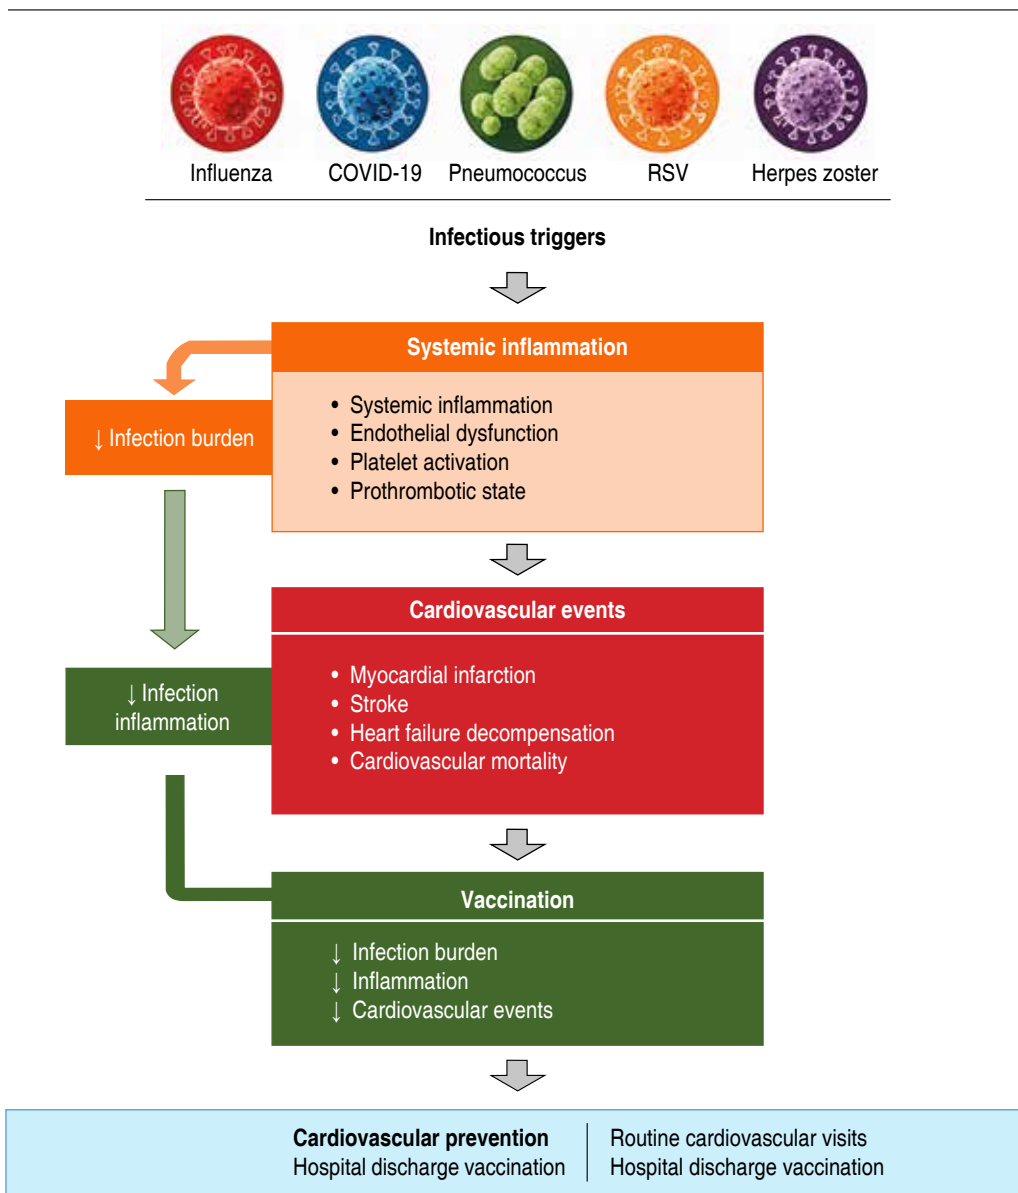 Influenza
COVID-19
Pneumococcus
RSV
Herpes zoster
Infectious triggers
Systemic inflammation
• Systemic inflammation
• Endothelial dysfunction
• Platelet activation
• Prothrombotic state
↓ Infection burden
Cardiovascular events
• Myocardial infarction
• Stroke
• Heart failure decompensation
• Cardiovascular mortality
↓ Infection
inflammation
Vaccination
↓ Infection burden
↓ Inflammation
↓ Cardiovascular events
Cardiovascular prevention
Hospital discharge vaccination
Routine cardiovascular visits
Hospital discharge vaccination